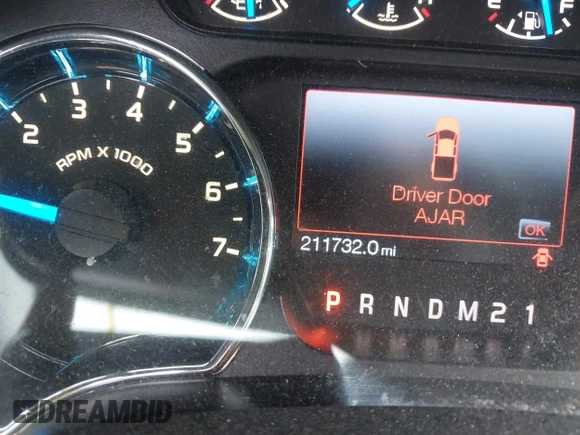 E F
2 3 4 5 6 7
RPM X 1000
Driver Door
AJAR
OK
211732.0 mi
P R N D M 2 1
DREAMBID